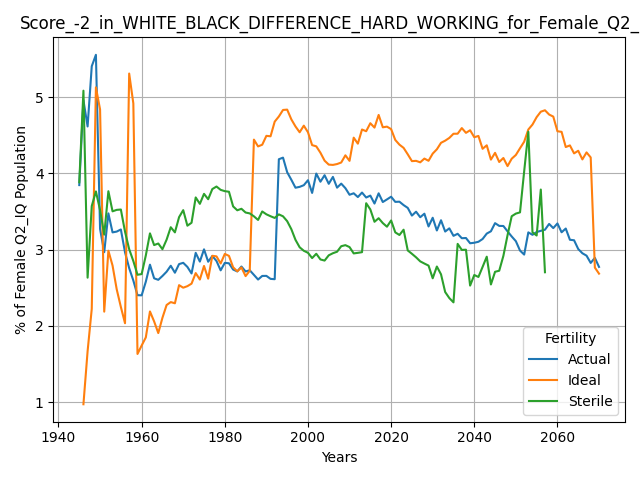 Score_-2_in_WHITE_BLACK_DIFFERENCE_HARD_WORKING_for_Female_Q2_
% of Female Q2_IQ Population
5
4
3
2
1
1940 1960 1980 2000 2020 2040 2060
Years
Fertility
Actual
Ideal
Sterile